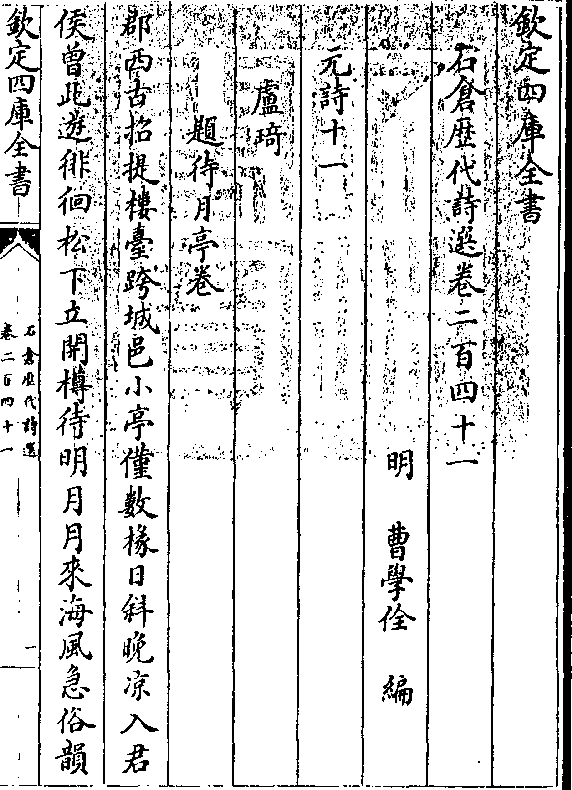 欽定四庫全書
石倉歴代詩選卷二百四十一
明 曹學佺 編
元詩十一
盧琦
題待月亭卷
郡西古招提樓臺跨城邑小亭僅數椽日斜晚凉入君
侯曾此遊徘徊松下立開樽待明月月來海風急俗韻
欽定四庫全書
石倉歴代詩選
卷二百四十一
一